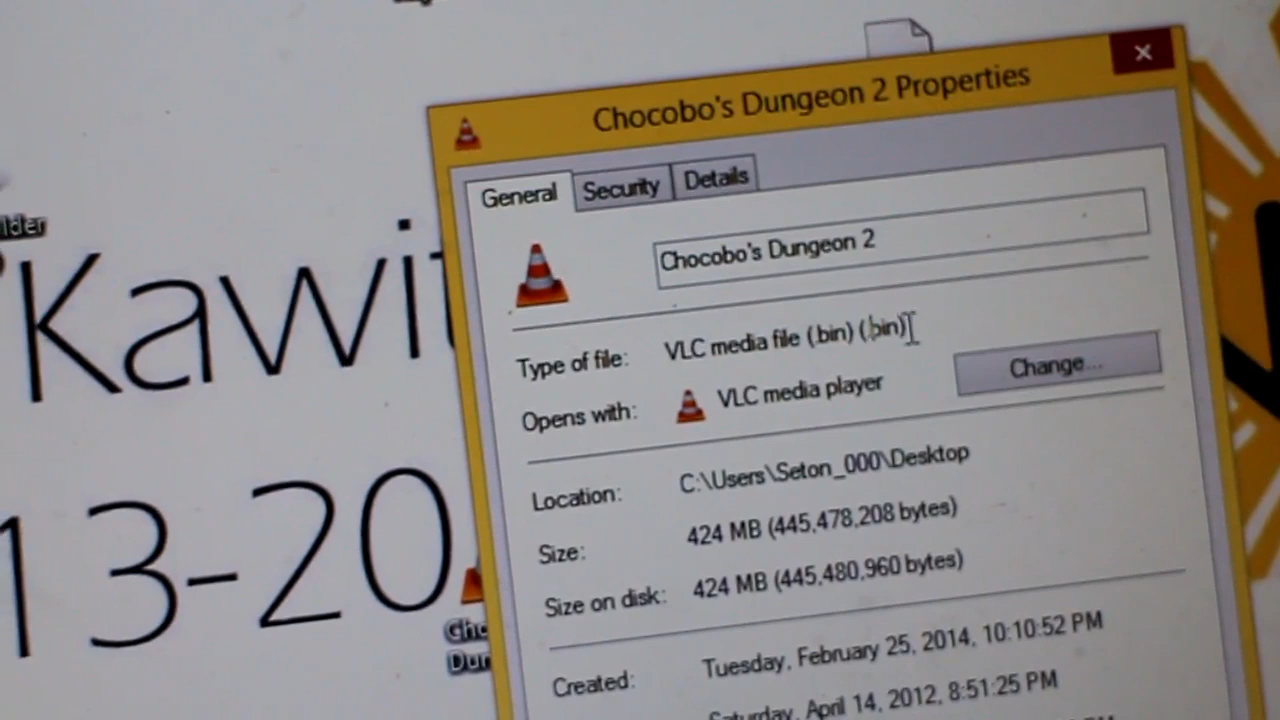 Chocobo's Dungeon 2 Properties
General Security Details
Chocobo's Dungeon 2
Type of file: VLC media file (.bin) (.bin)
Change...
Opens with: VLC media player
Location: C:\Users\Seton_000\Desktop
Size: 424 MB (445,478,208 bytes)
Size on disk: 424 MB (445,480,960 bytes)
Created: Tuesday, February 25, 2014, 10:10:52 PM
Saturday, April 14, 2012, 8:51:25 PM
lder
Kawit
13-20
Cho
Dun